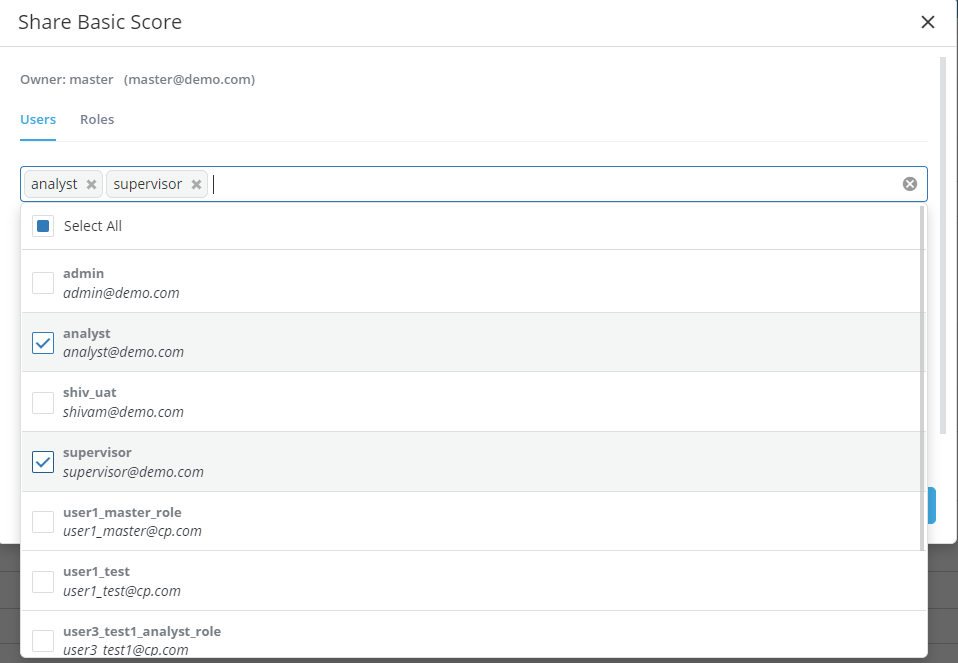 Share Basic Score
Owner: master (master@demo.com)
Users Roles
analyst supervisor
Select All
admin
admin@demo.com
analyst
analyst@demo.com
shiv_uat
shivam@demo.com
supervisor
supervisor@demo.com
user1_master_role
user1_master@cp.com
user1_test
user1_test@cp.com
user3_test1_analyst_role
user3_test1@cp.com